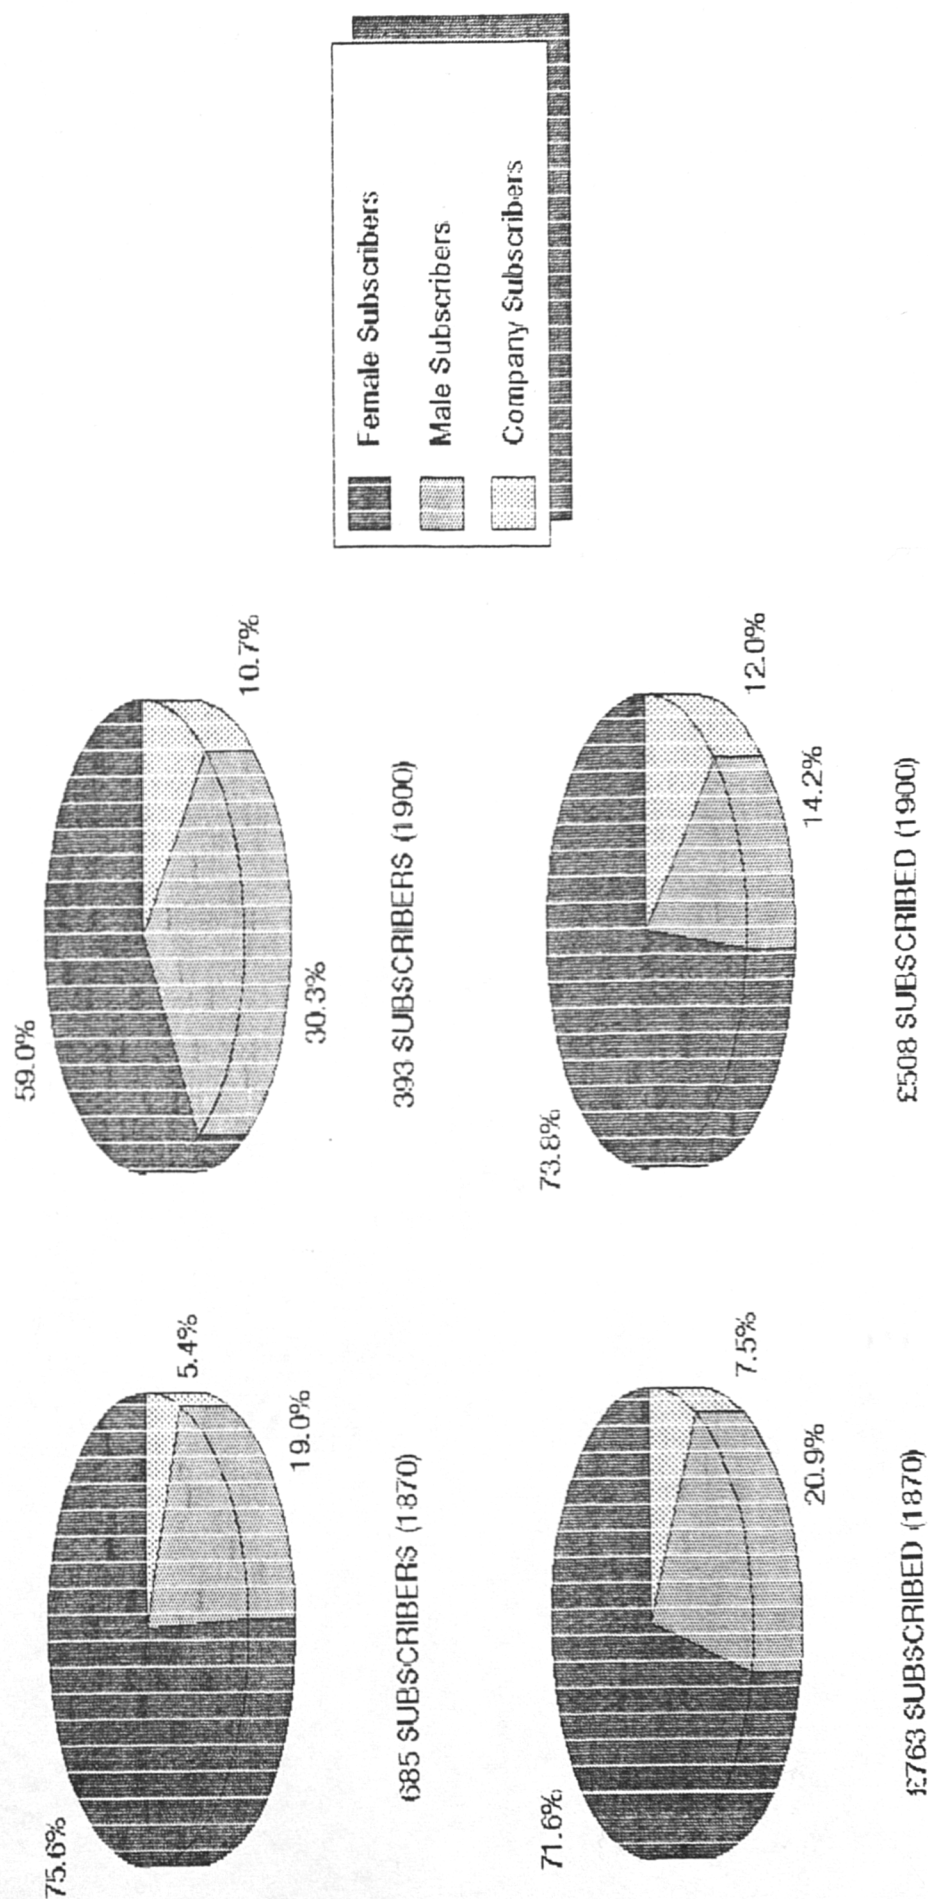 75.6%
5.4%
19.0%
685 SUBSCRIBERS (1870)
59.0%
10.7%
30.3%
393 SUBSCRIBERS (1900)
Female Subscribers
Male Subscribers
Company Subscribers
71.6%
7.5%
20.9%
£763 SUBSCRIBED (1870)
73.8%
12.0%
14.2%
£508 SUBSCRIBED (1900)